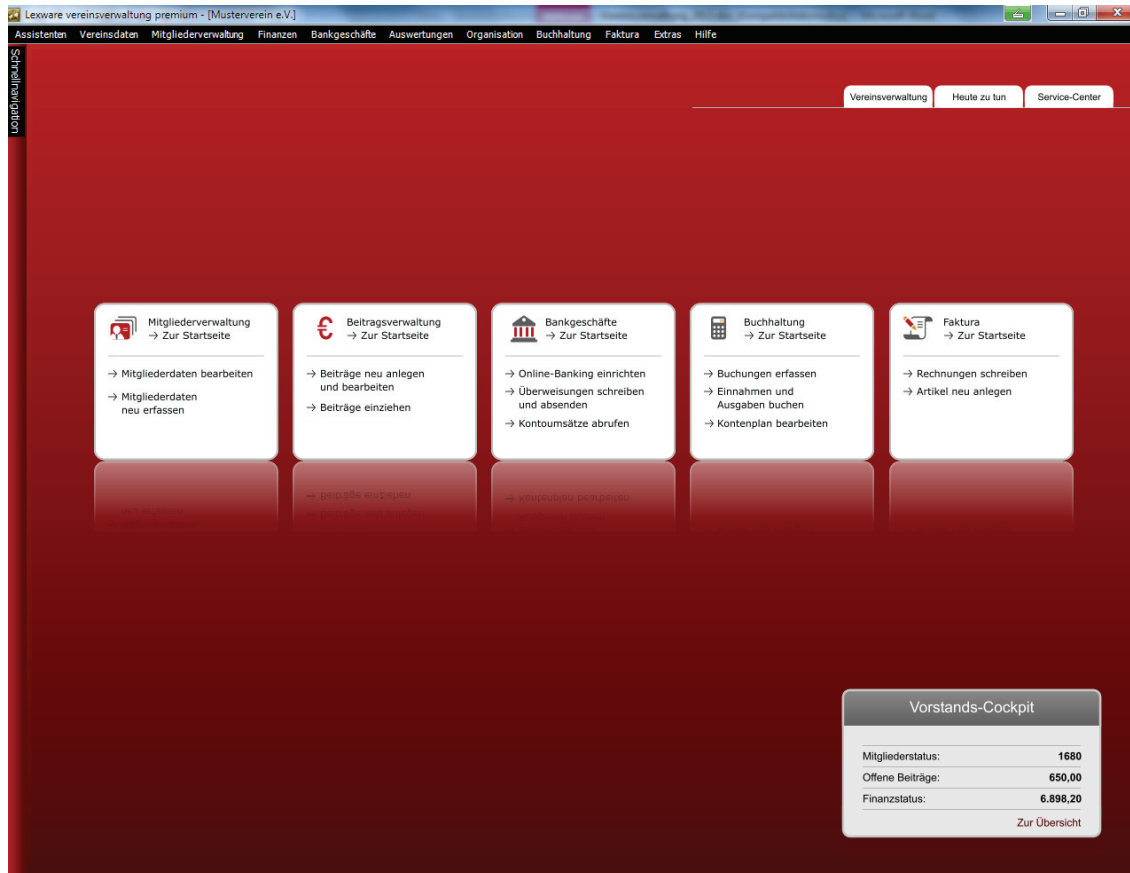 Lexware vereinsverwaltung premium - [Musterverein e.V.]
Assistenten Vereinsdaten Mitgliederverwaltung Finanzen Bankgeschäfte Auswertungen Organisation Buchhaltung Faktura Extras Hilfe
Schnellnavigation
Vereinsverwaltung Heute zu tun Service-Center
Mitgliederverwaltung
→ Zur Startseite
→ Mitgliederdaten bearbeiten
→ Mitgliederdaten
neu erfassen
Beitragsverwaltung
→ Zur Startseite
→ Beiträge neu anlegen
und bearbeiten
→ Beiträge einziehen
Bankgeschäfte
→ Zur Startseite
→ Online-Banking einrichten
→ Überweisungen schreiben
und absenden
→ Kontoumsätze abrufen
Buchhaltung
→ Zur Startseite
→ Buchungen erfassen
→ Einnahmen und
Ausgaben buchen
→ Kontenplan bearbeiten
Faktura
→ Zur Startseite
→ Rechnungen schreiben
→ Artikel neu anlegen
→ Beiträge einziehen
→ Kontenplan bearbeiten
Vorstands-Cockpit
Mitgliederstatus: 1680
Offene Beiträge: 650,00
Finanzstatus: 6.898,20
Zur Übersicht